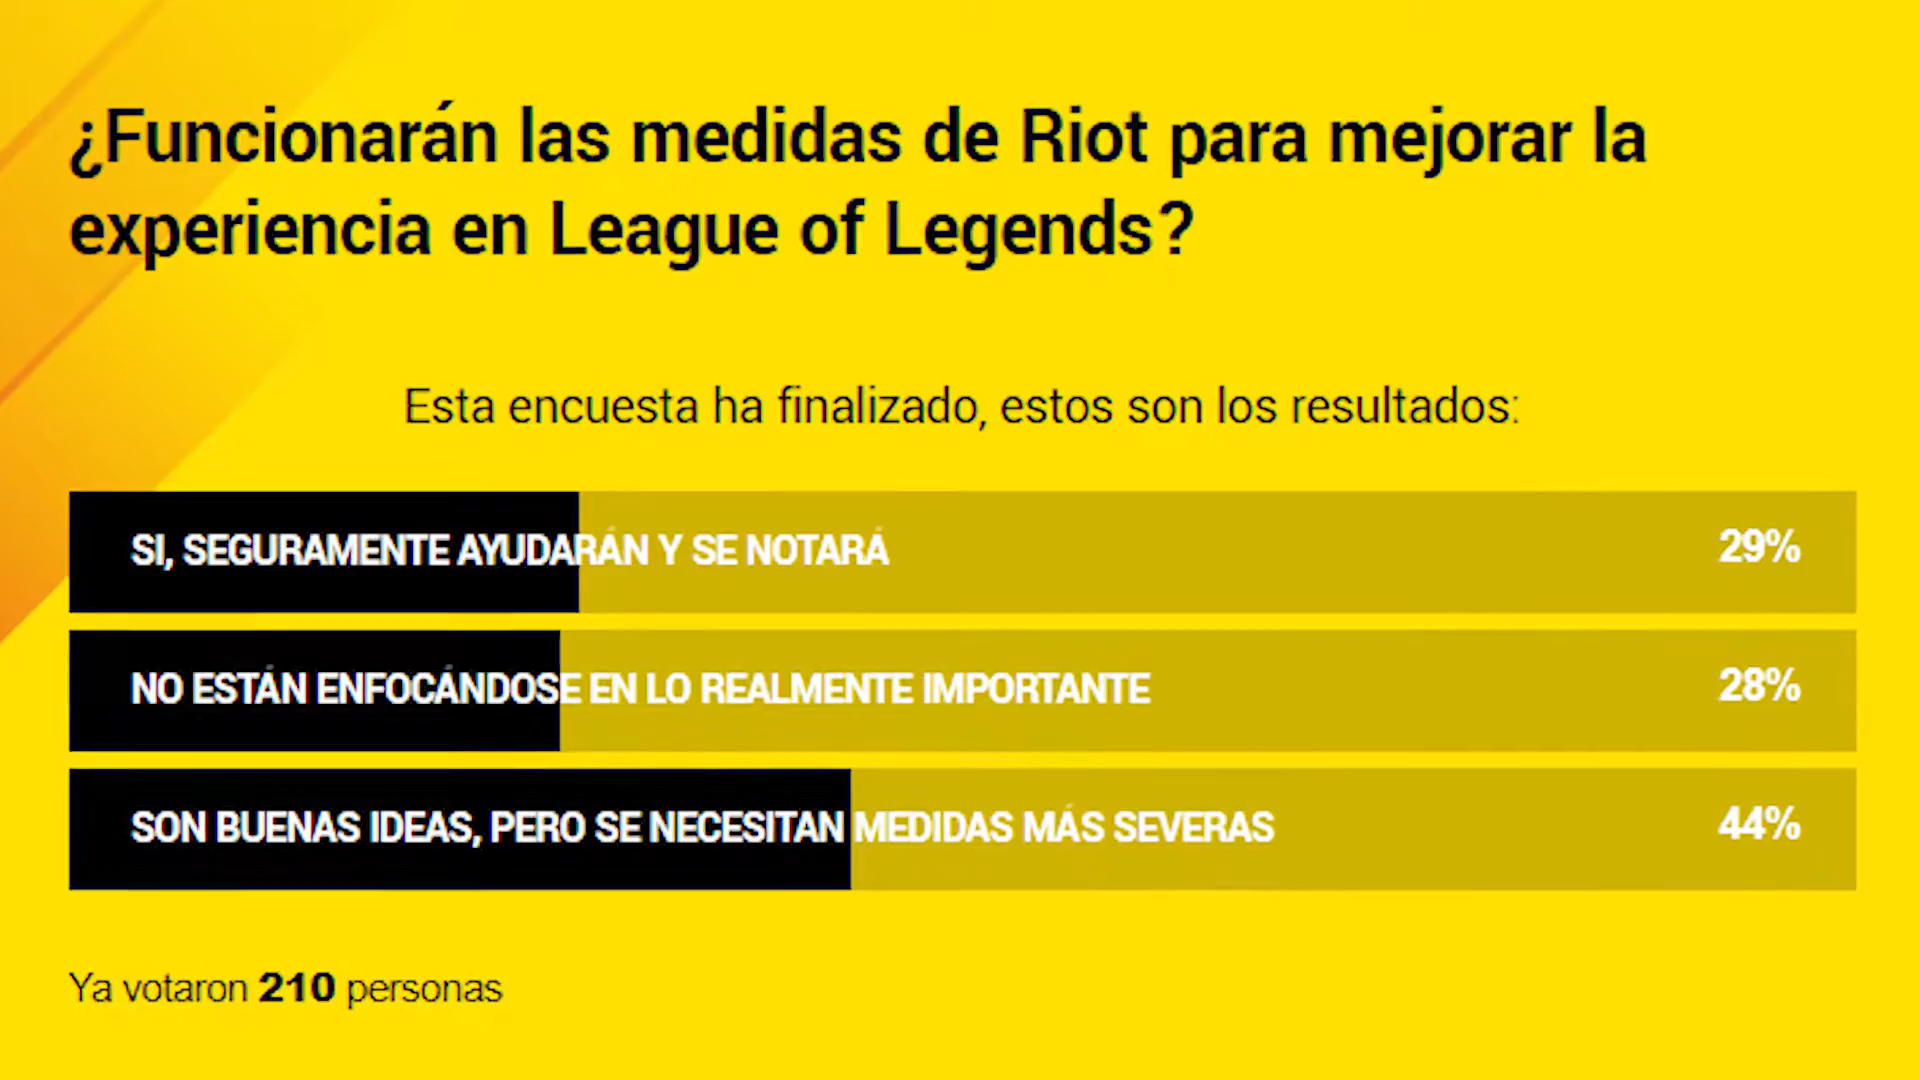 ¿Funcionarán las medidas de Riot para mejorar la
experiencia en League of Legends?
Esta encuesta ha finalizado, estos son los resultados:
SI, SEGURAMENTE AYUDARÁN Y SE NOTARÁ 29%
NO ESTÁN ENFOCÁNDOSE EN LO REALMENTE IMPORTANTE 28%
SON BUENAS IDEAS, PERO SE NECESITAN MEDIDAS MÁS SEVERAS 44%
Ya votaron 210 personas